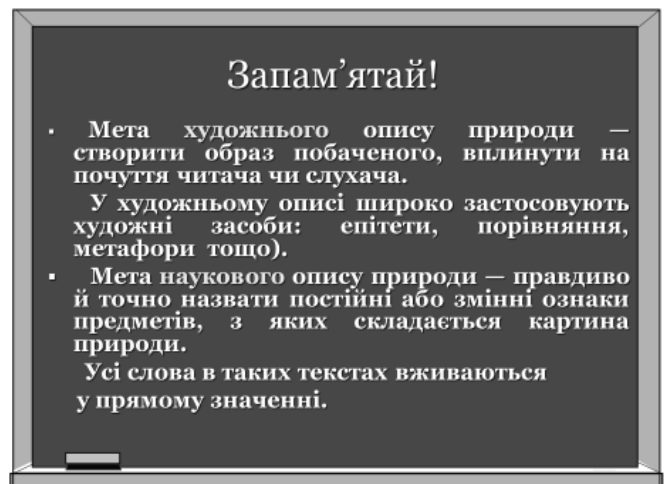 Запам’ятай!
▪ Мета художнього опису природи —
створити образ побаченого, вплинути на
почуття читача чи слухача.
У художньому описі широко застосовують
художні засоби: епітети, порівняння,
метафори тощо).
▪ Мета наукового опису природи — правдиво
й точно назвати постійні або змінні ознаки
предметів, з яких складається картина
природи.
Усі слова в таких текстах вживаються
у прямому значенні.